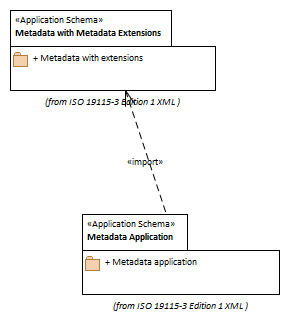 «Application Schema»
Metadata with Metadata Extensions
+ Metadata with extensions
(from ISO 19115-3 Edition 1 XML )
«import»
«Application Schema»
Metadata Application
+ Metadata application
(from ISO 19115-3 Edition 1 XML )